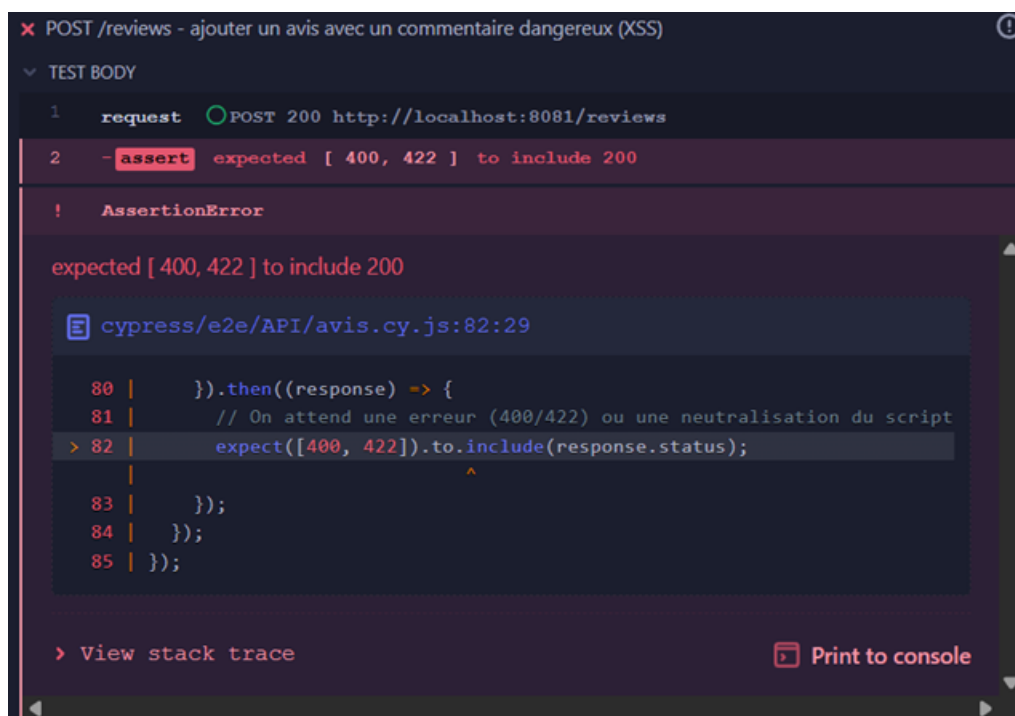 × POST /reviews - ajouter un avis avec un commentaire dangereux (XSS)
TEST BODY
1 request POST 200 http://localhost:8081/reviews
2 -assert expected [ 400, 422 ] to include 200
! AssertionError
expected [ 400, 422 ] to include 200
cypress/e2e/API/avis.cy.js:82:29
80 | }).then((response) => {
81 | // On attend une erreur (400/422) ou une neutralisation du script
> 82 | expect([400, 422]).to.include(response.status);
| ^
83 | });
84 | });
85 | });
> View stack trace
Print to console